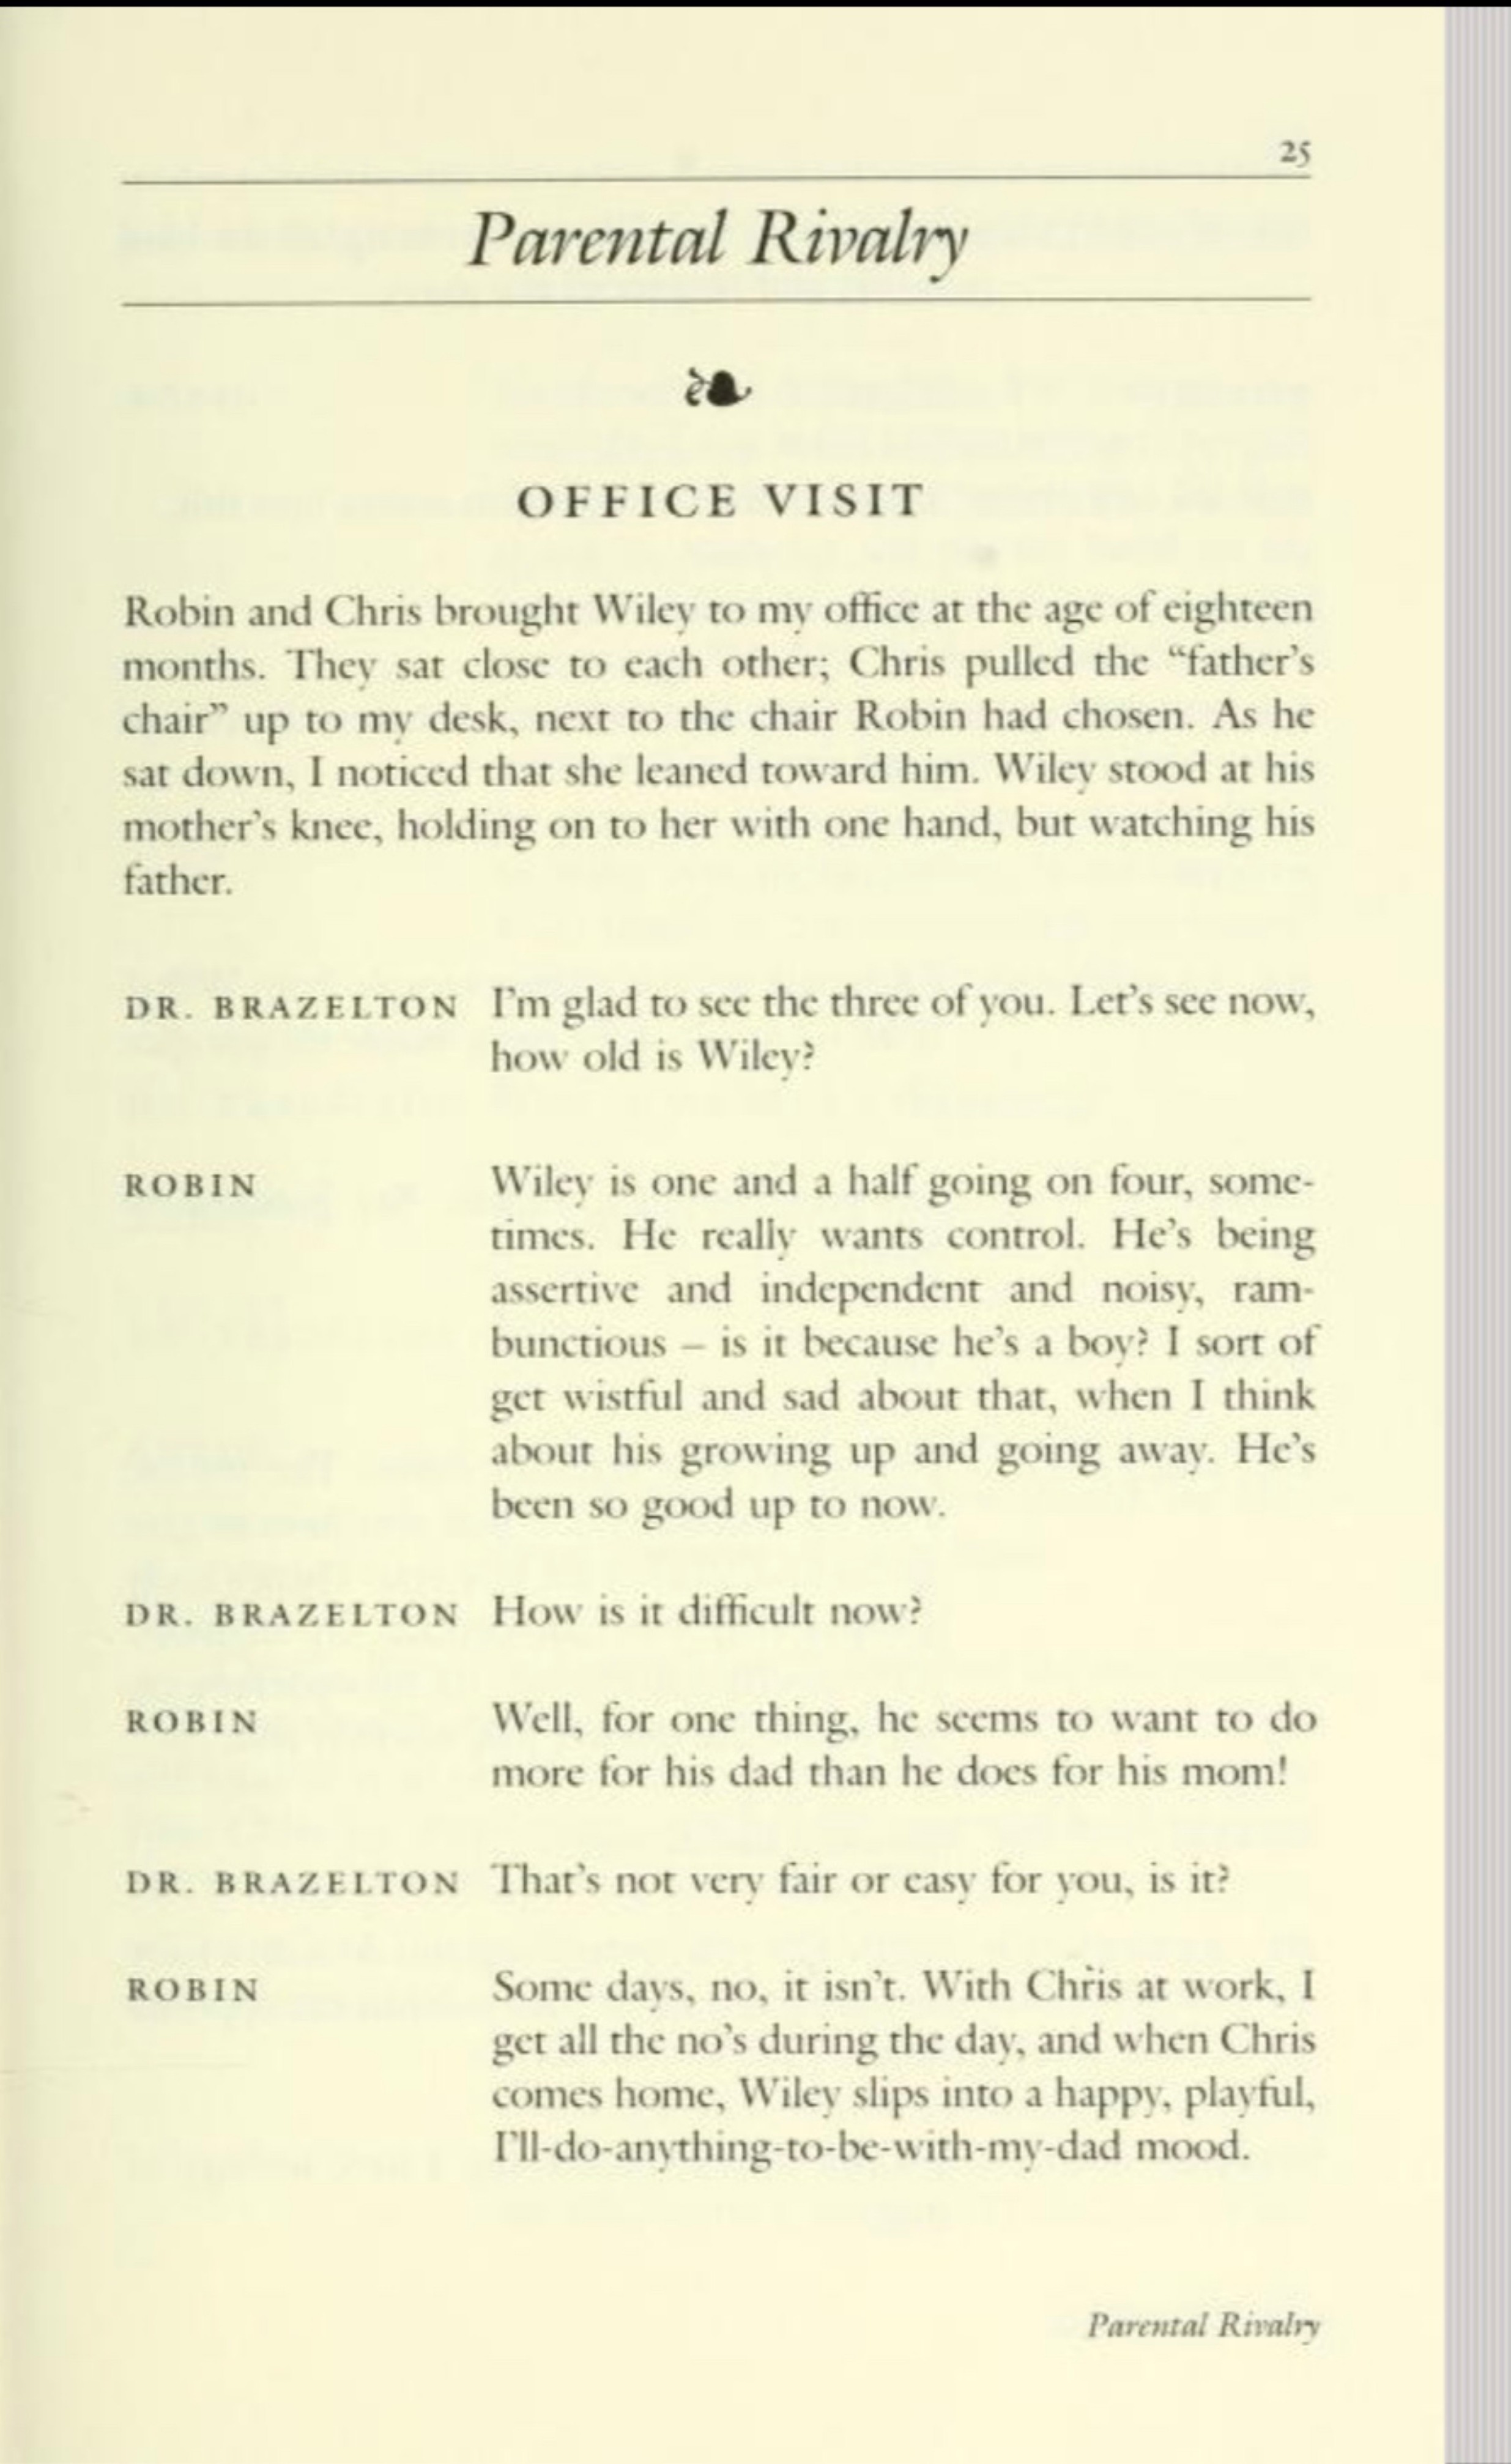 25
Parental Rivalry
OFFICE VISIT
Robin and Chris brought Wiley to my office at the age of eighteen
months. They sat close to each other; Chris pulled the “father's
chair” up to my desk, next to the chair Robin had chosen. As he
sat down, I noticed that she leaned toward him. Wiley stood at his
mother's knee, holding on to her with one hand, but watching his
father.
DR. BRAZELTON I'm glad to see the three of you. Let's see now,
how old is Wiley?
ROBIN Wiley is one and a half going on four, some-
times. He really wants control. He's being
assertive and independent and noisy, ram-
bunctious – is it because he's a boy? I sort of
get wistful and sad about that, when I think
about his growing up and going away. He's
been so good up to now.
DR. BRAZELTON How is it difficult now?
ROBIN Well, for one thing, he seems to want to do
more for his dad than he does for his mom!
DR. BRAZELTON That's not very fair or easy for you, is it?
ROBIN Some days, no, it isn't. With Chris at work, I
get all the no's during the day, and when Chris
comes home, Wiley slips into a happy, playful,
I'll-do-anything-to-be-with-my-dad mood.
Parental Rivalry